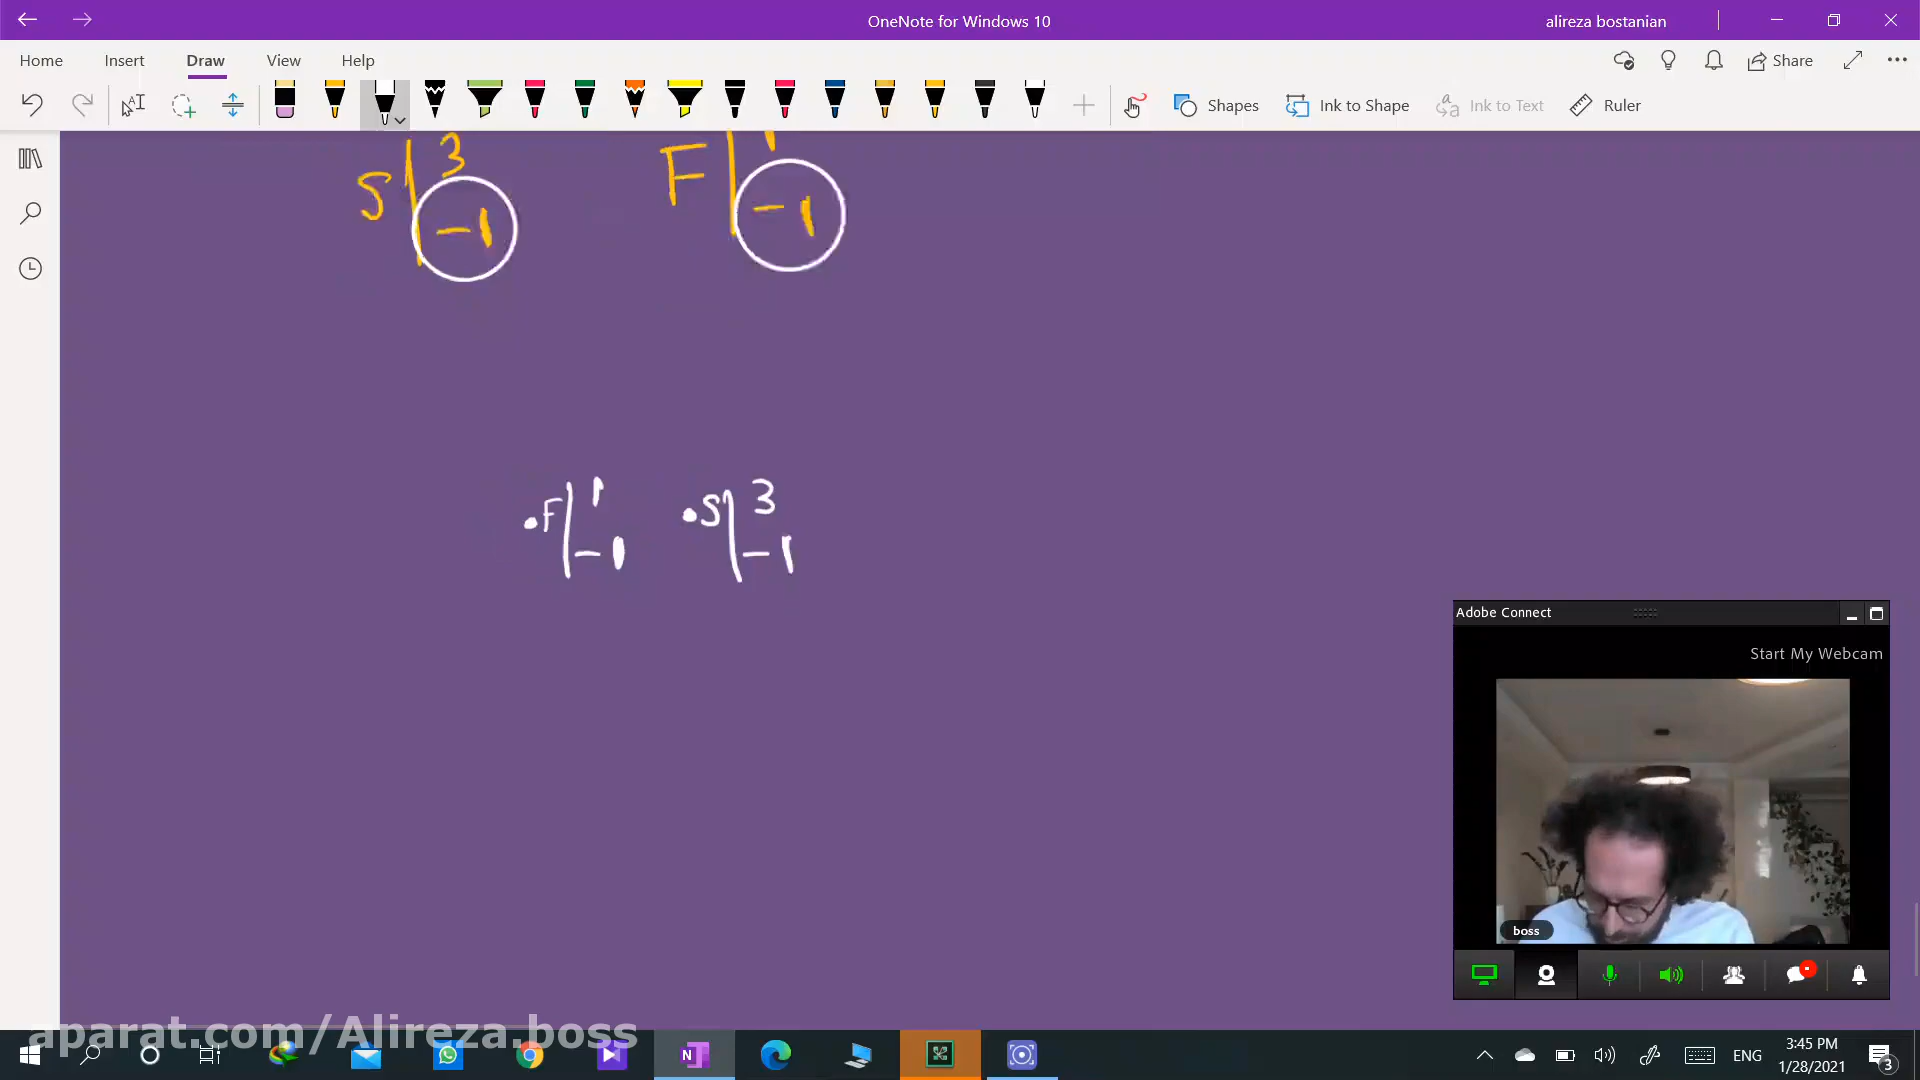 OneNote for Windows 10
alireza bostanian
Home Insert Draw View Help
Share
Shapes
Ink to Shape
Ink to Text
Ruler
S 3
-1
F 1
-1
F 1
-1
S 3
-1
Adobe Connect
Start My Webcam
boss
aparat.com/Alireza.boss
ENG
3:45 PM
1/28/2021
3